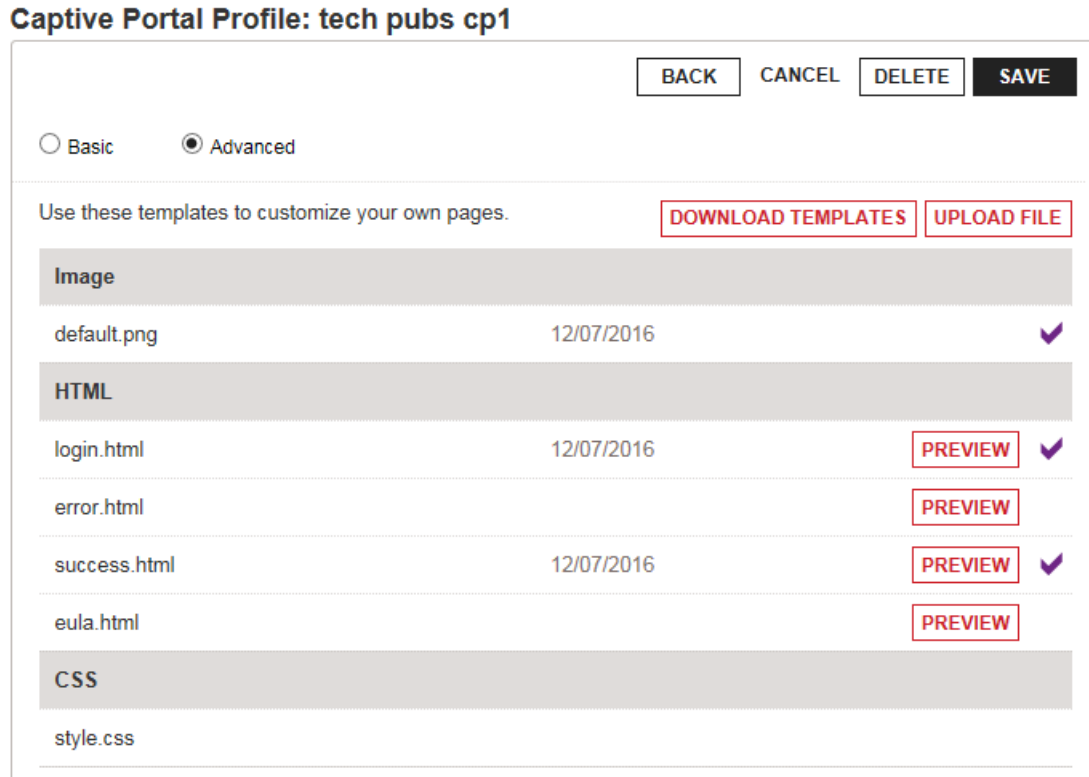 Captive Portal Profile: tech pubs cp1
BACK CANCEL DELETE SAVE
Basic Advanced
Use these templates to customize your own pages. DOWNLOAD TEMPLATES UPLOAD FILE
Image
default.png 12/07/2016
HTML
login.html 12/07/2016 PREVIEW
error.html PREVIEW
success.html 12/07/2016 PREVIEW
eula.html PREVIEW
CSS
style.css